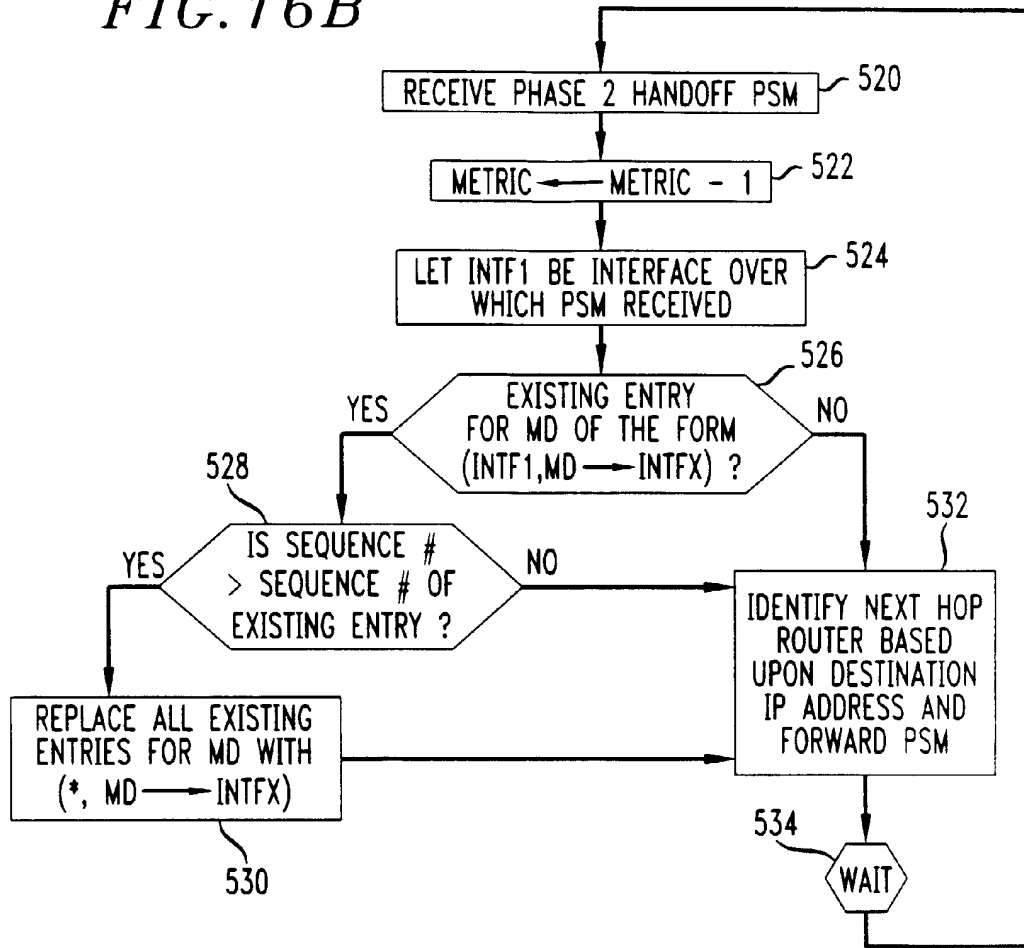 FIG. 16B
RECEIVE PHASE 2 HANDOFF PSM
520
METRIC ← METRIC - 1
522
LET INTF1 BE INTERFACE OVER
WHICH PSM RECEIVED
524
EXISTING ENTRY
FOR MD OF THE FORM
(INTF1,MD → INTFX) ?
526
YES
NO
528
IS SEQUENCE #
> SEQUENCE # OF
EXISTING ENTRY ?
YES
NO
532
IDENTIFY NEXT HOP
ROUTER BASED
UPON DESTINATION
IP ADDRESS AND
FORWARD PSM
REPLACE ALL EXISTING
ENTRIES FOR MD WITH
(*, MD → INTFX)
530
534
WAIT